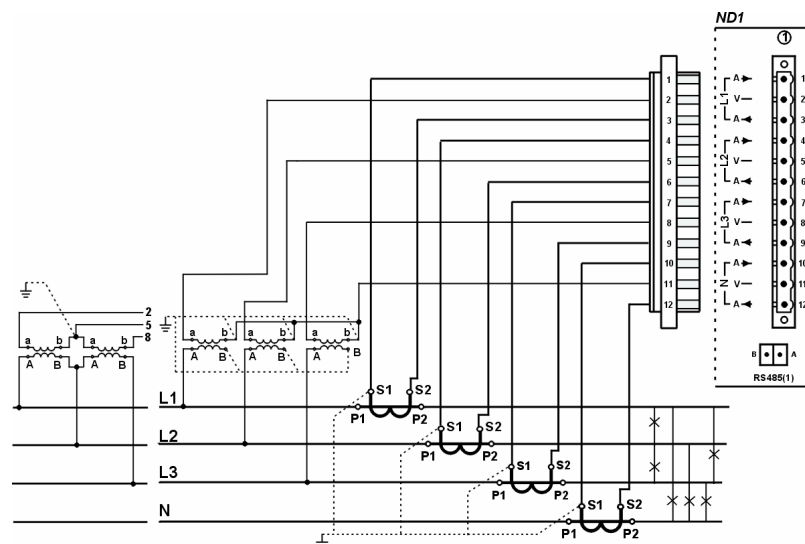 ND1
1
1 A 1
2 V 2
3 A 3
L1
4 A 4
5 V 5
6 A 6
L2
7 A 7
8 V 8
9 A 9
L3
10 A 10
11 V 11
12 A 12
N
B A
RS485(1)
2
5
8
a b a b
A B A B
a b a b a b
A B A B A B
L1
S1 S2
P1 P2
L2
S1 S2
P1 P2
L3
S1 S2
P1 P2
N
S1 S2
P1 P2